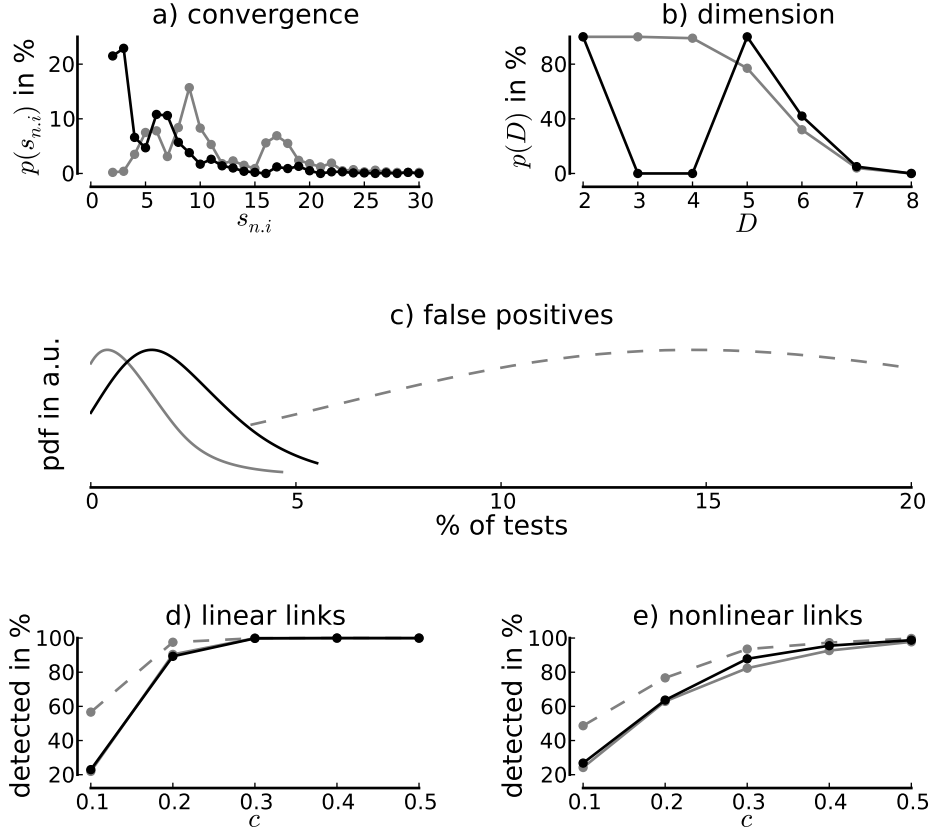 a) convergence
p(s_{n.i}) in %
20
10
0
0 5 10 15 20 25 30
s_{n.i}
b) dimension
p(D) in %
80
40
0
2 3 4 5 6 7 8
D
c) false positives
pdf in a.u.
0 5 10 15 20
% of tests
d) linear links
detected in %
100
80
60
40
20
0.1 0.2 0.3 0.4 0.5
c
e) nonlinear links
detected in %
100
80
60
40
20
0.1 0.2 0.3 0.4 0.5
c